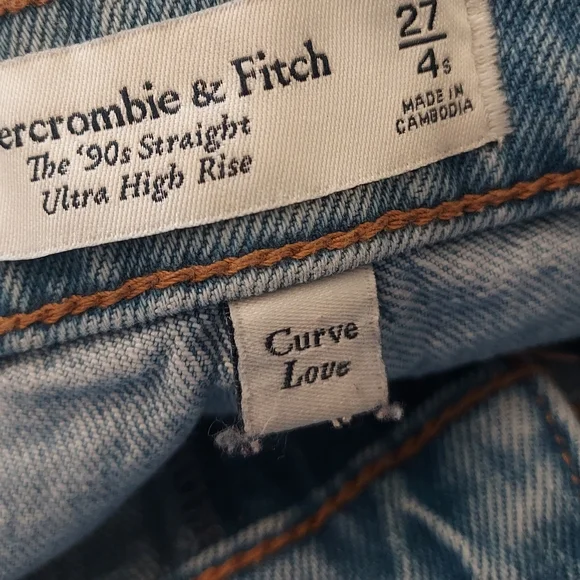 ercrombie & Fitch
The '90s Straight
Ultra High Rise
27
4s
MADE IN
CAMBODIA
Curve
Love